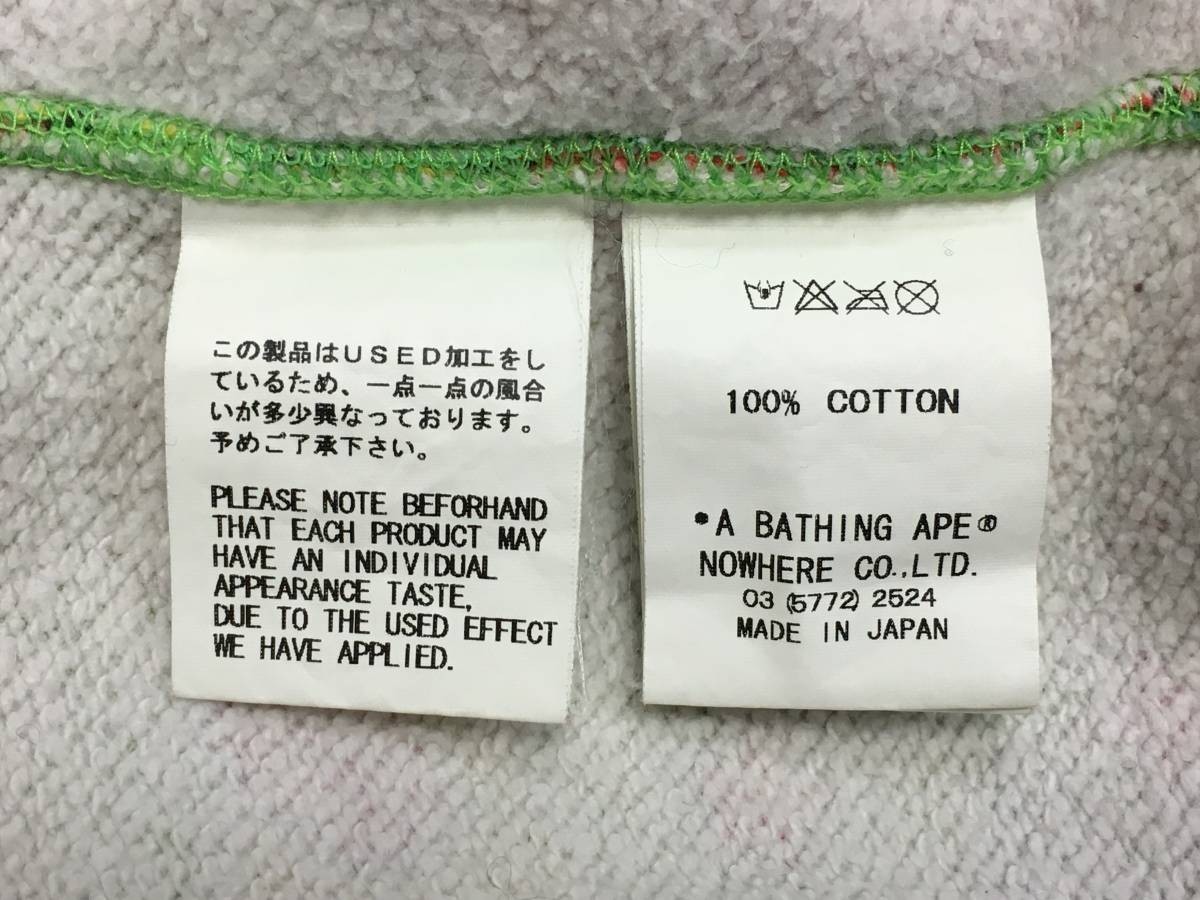 この製品はＵＳＥＤ加工をし
ているため、一点一点の風合
いが多少異なっております。
予めご了承下さい。
PLEASE NOTE BEFORHAND
THAT EACH PRODUCT MAY
HAVE AN INDIVIDUAL
APPEARANCE TASTE,
DUE TO THE USED EFFECT
WE HAVE APPLIED.
100% COTTON
*A BATHING APE®
NOWHERE CO.,LTD.
03 (5772) 2524
MADE IN JAPAN